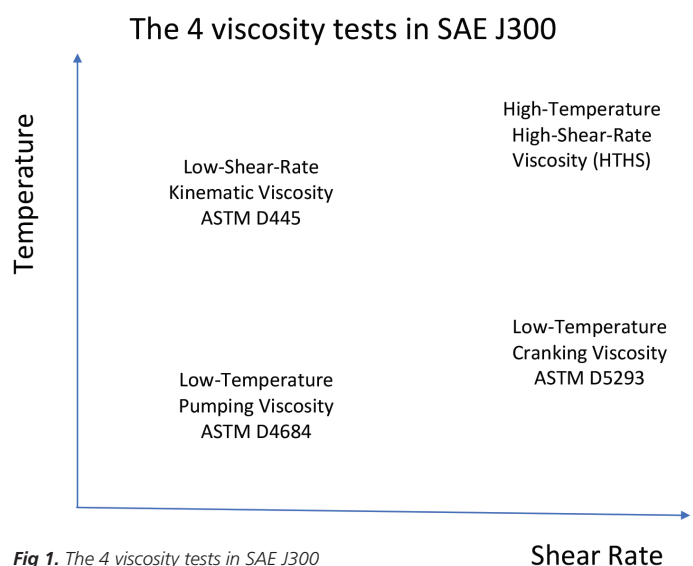 The 4 viscosity tests in SAE J300
Temperature
High-Temperature
High-Shear-Rate
Viscosity (HTHS)
Low-Shear-Rate
Kinematic Viscosity
ASTM D445
Low-Temperature
Cranking Viscosity
ASTM D5293
Low-Temperature
Pumping Viscosity
ASTM D4684
Shear Rate
Fig 1. The 4 viscosity tests in SAE J300